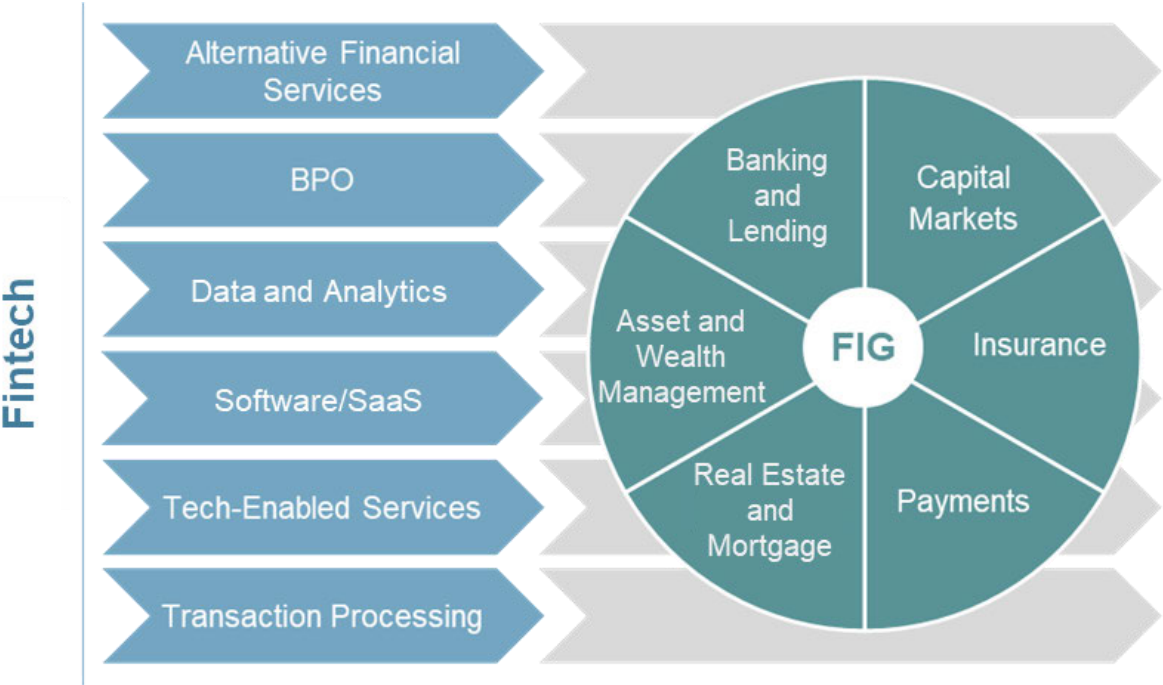 Fintech
Alternative Financial
Services
BPO
Data and Analytics
Software/SaaS
Tech-Enabled Services
Transaction Processing
Banking
and
Lending
Capital
Markets
Asset and
Wealth
Management
FIG
Insurance
Real Estate
and
Mortgage
Payments